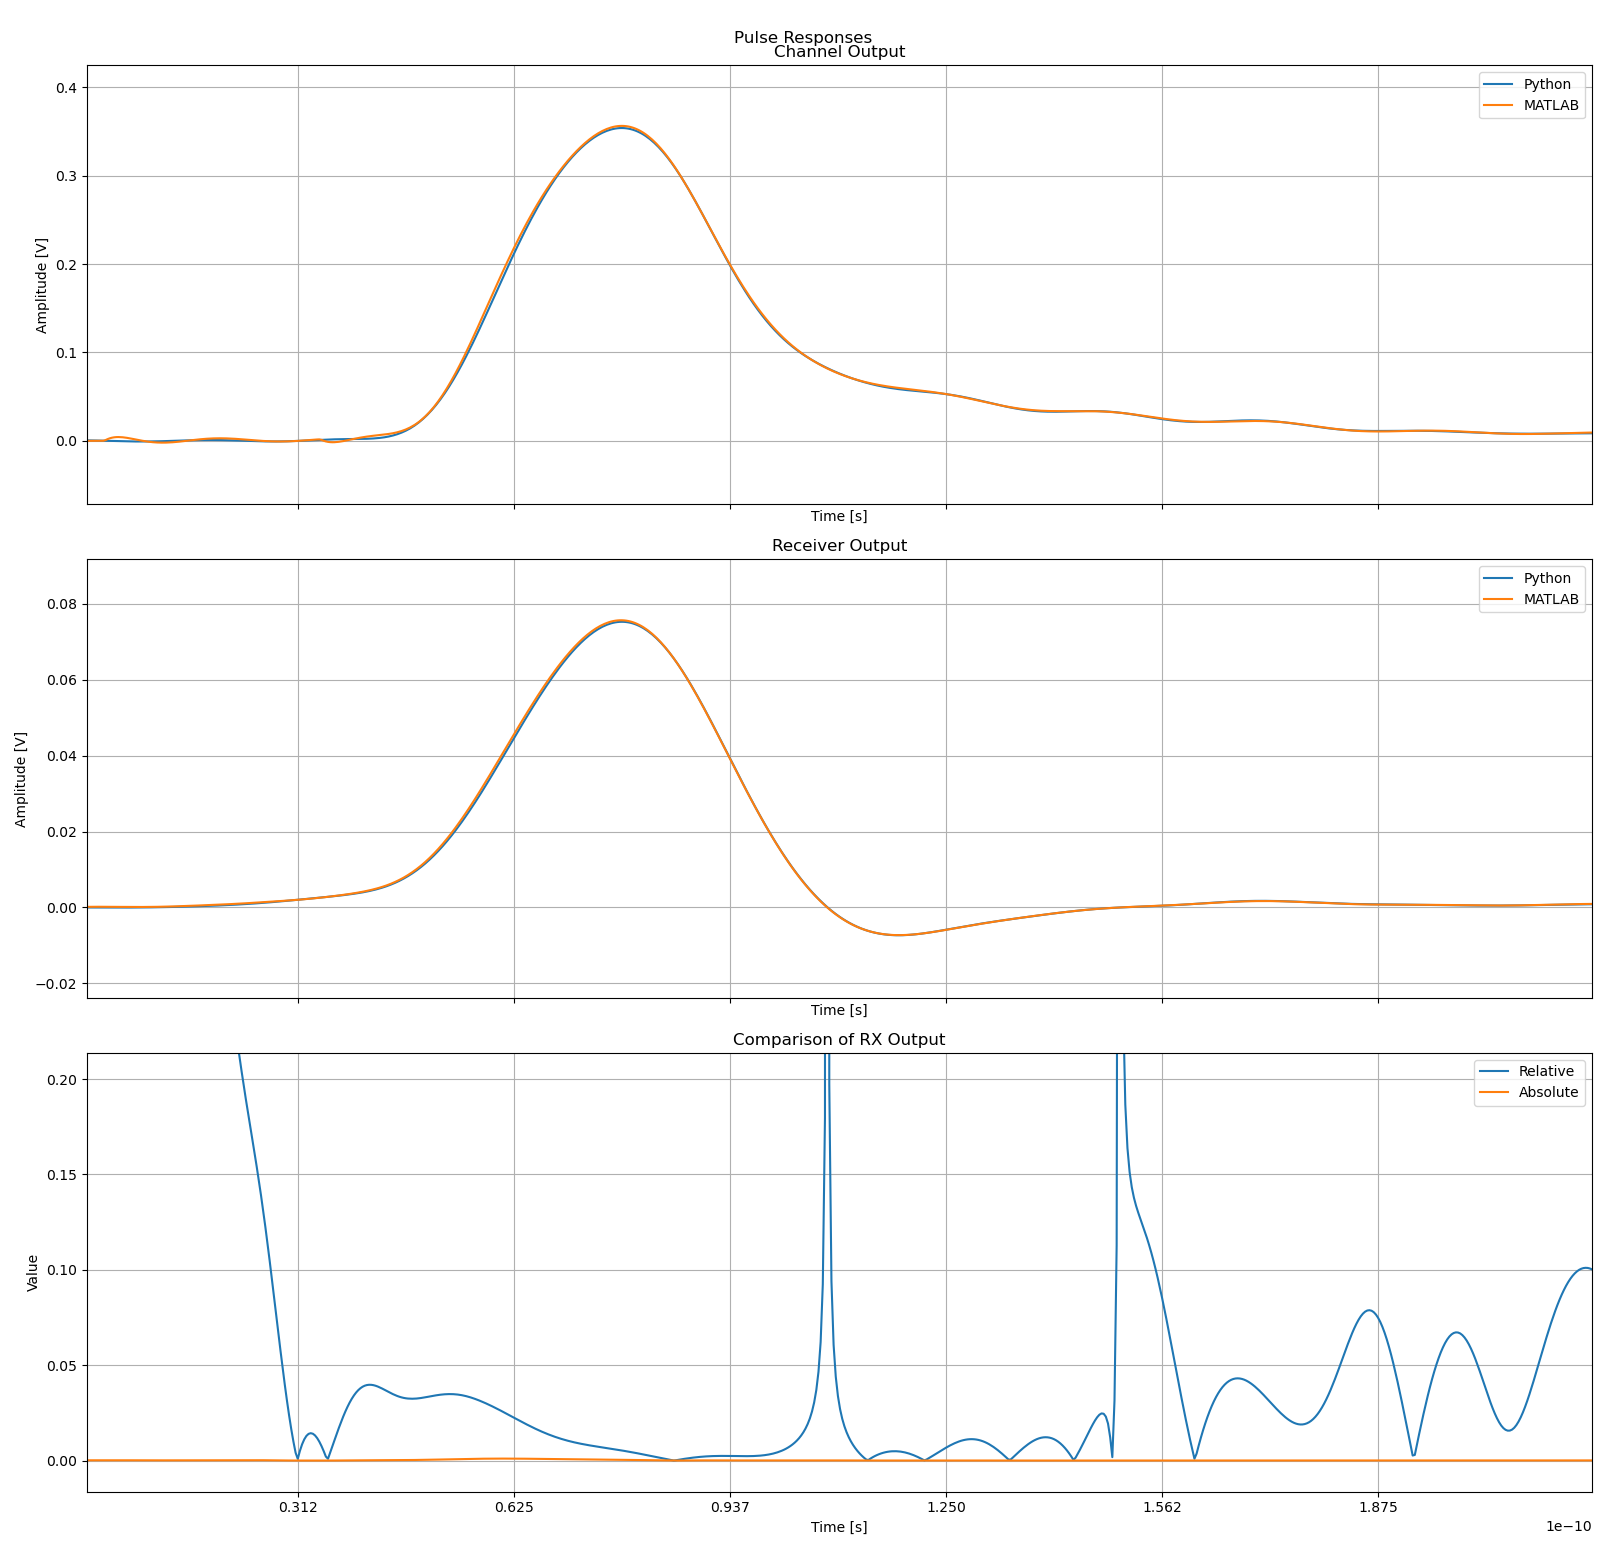 Pulse Responses
Channel Output
0.4
0.3
0.2
0.1
0.0
Amplitude [V]
Python
MATLAB
Time [s]
Receiver Output
0.08
0.06
0.04
0.02
0.00
−0.02
Amplitude [V]
Python
MATLAB
Time [s]
Comparison of RX Output
0.20
0.15
0.10
0.05
0.00
Value
Relative
Absolute
0.312 0.625 0.937 1.250 1.562 1.875
Time [s]
1e−10